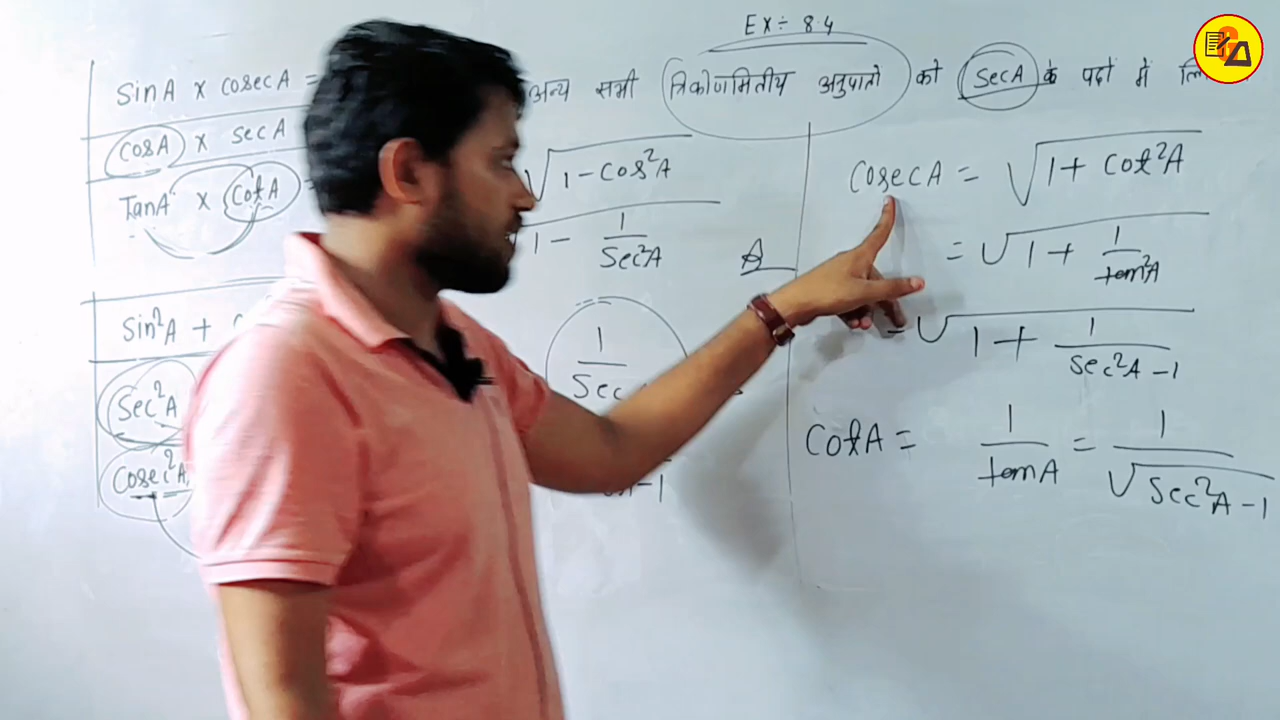 Ex÷ 8.4
अन्य सभी त्रिकोणमितीय अनुपातो को SecA के पदों में
SinA x CosecA =
CosA x secA
TanA x CotA =
Sin²A +
Sec²A
Cosec²A
√1 - Cos²A
1 - 1/Sec²A
1/Sec
CosecA = √1 + Cot²A
= √1 + 1/tan²A
= √1 + 1/Sec²A - 1
CotA = 1/tanA = 1/√Sec²A - 1